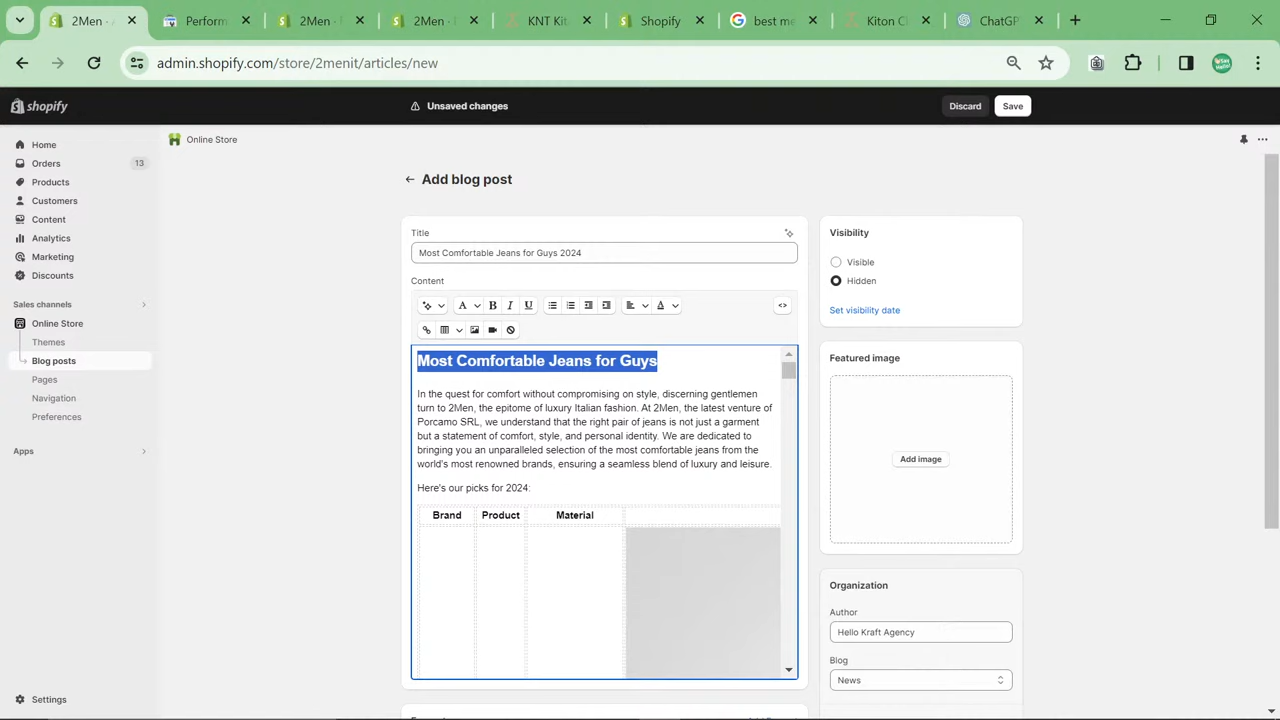 2Men -
Perform
2Men -
2Men -
KNT Kit
Shopify
best me
Kiton C
ChatGP
admin.shopify.com/store/2menit/articles/new
shopify
Unsaved changes
Discard
Save
Home
Orders
13
Products
Customers
Content
Analytics
Marketing
Discounts
Sales channels
Online Store
Themes
Blog posts
Pages
Navigation
Preferences
Apps
Settings
Online Store
Add blog post
Title
Most Comfortable Jeans for Guys 2024
Content
A
B
I
U
A
<>
Most Comfortable Jeans for Guys
In the quest for comfort without compromising on style, discerning gentlemen
turn to 2Men, the epitome of luxury Italian fashion. At 2Men, the latest venture of
Porcamo SRL, we understand that the right pair of jeans is not just a garment
but a statement of comfort, style, and personal identity. We are dedicated to
bringing you an unparalleled selection of the most comfortable jeans from the
world's most renowned brands, ensuring a seamless blend of luxury and leisure.
Here's our picks for 2024:
Brand
Product
Material
Visibility
Visible
Hidden
Set visibility date
Featured image
Add image
Organization
Author
Hello Kraft Agency
Blog
News